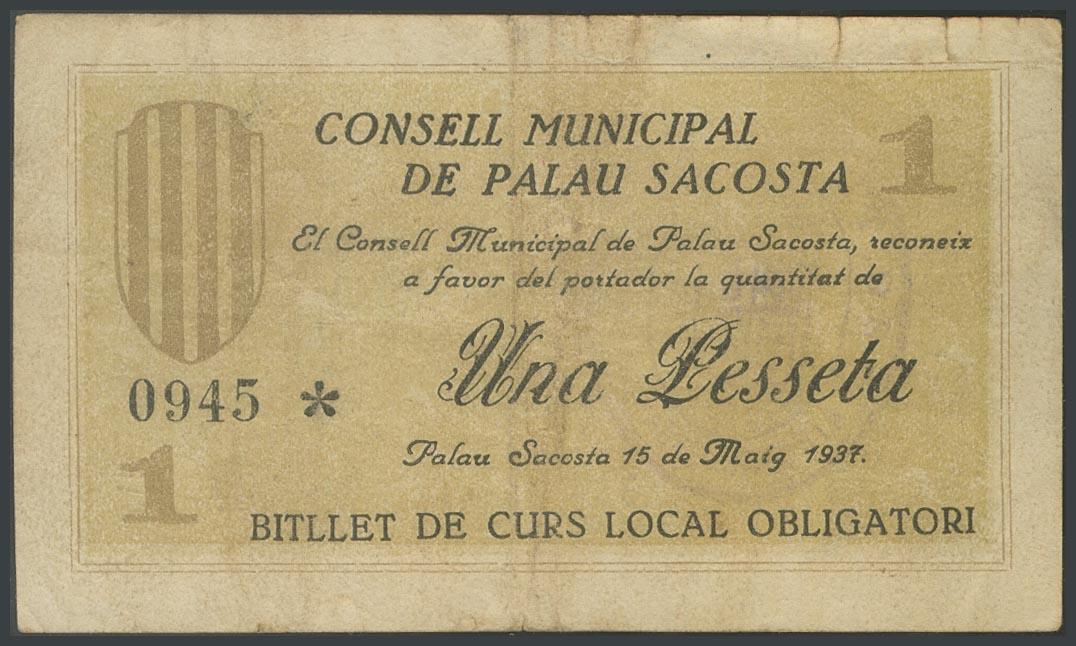 CONSELL MUNICIPAL
DE PALAU SACOSTA
1
El Consell Municipal de Palau Sacosta, reconeix
a favor del portador la quantitat de
Una Pesseta
0945 *
Palau Sacosta 15 de Maig 1937.
1
BITLLET DE CURS LOCAL OBLIGATORI